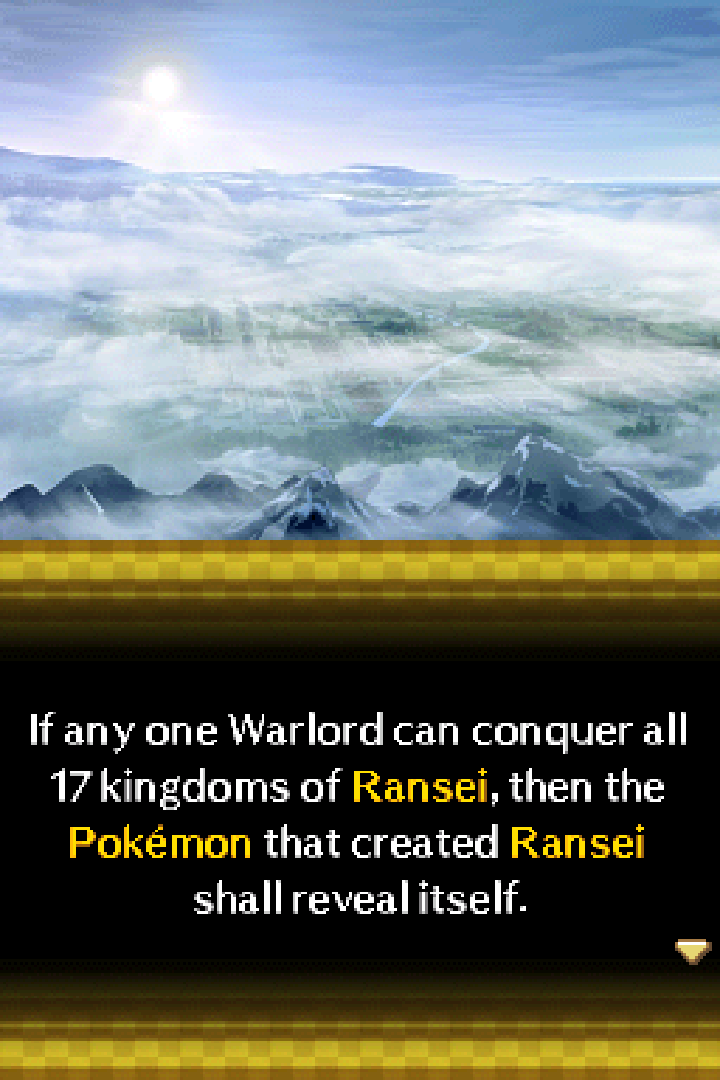 If any one Warlord can conquer all
17 kingdoms of Ransei, then the
Pokémon that created Ransei
shall reveal itself.